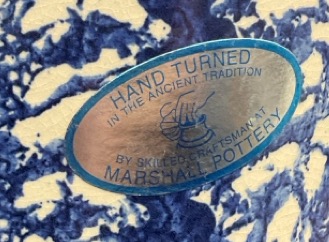 HAND TURNED
IN THE ANCIENT TRADITION
BY SKILLED CRAFTSMAN AT
MARSHALL POTTERY